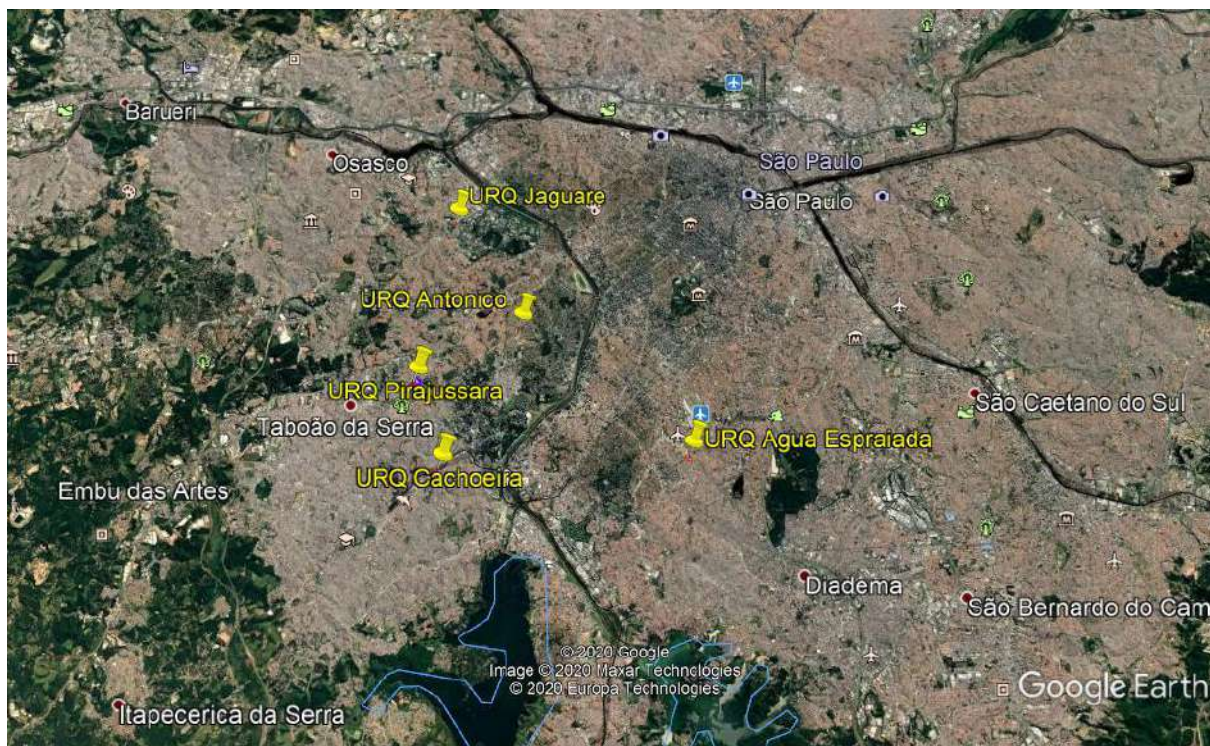 Barueri
Osasco
São Paulo
São Paulo
URQ Jaguare
URQ Antonico
URQ Pirajussara
Taboão da Serra
São Caetano do Sul
URQ Agua Espraiada
URQ Cachoeira
Embu das Artes
Diadema
São Bernardo do Cam
© 2020 Google
Image © 2020 Maxar Technologies
© 2020 Europa Technologies
Google Earth
Itapecerica da Serra